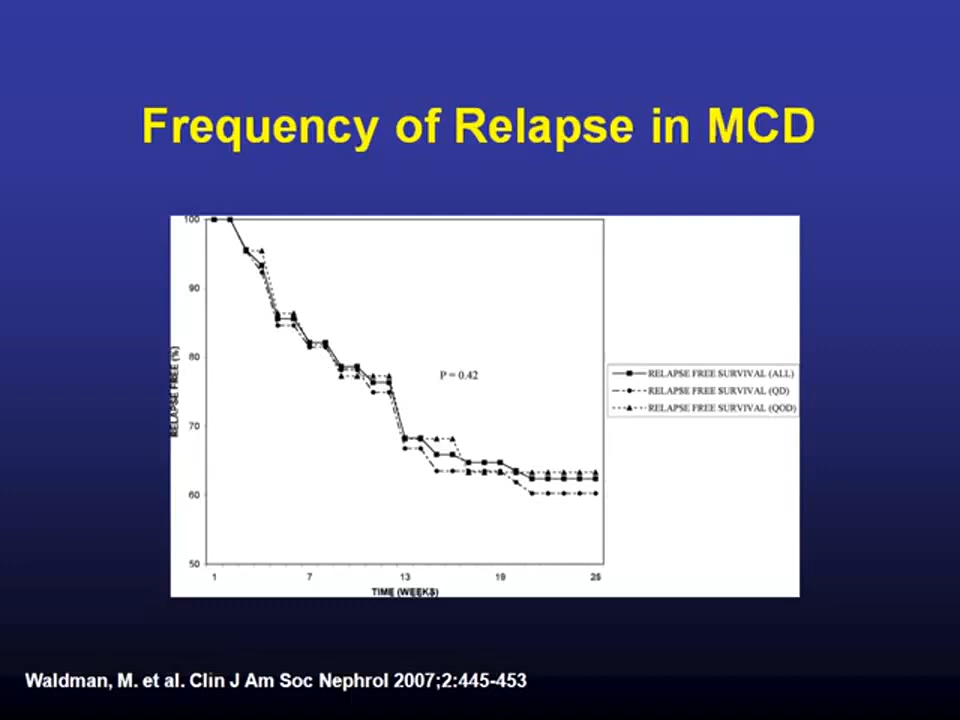 Frequency of Relapse in MCD
100
90
80
70
60
50
RELAPSE FREE (%)
P = 0.42
RELAPSE FREE SURVIVAL (ALL)
RELAPSE FREE SURVIVAL (QD)
RELAPSE FREE SURVIVAL (QOD)
1 7 13 19 25
TIME (WEEKS)
Waldman, M. et al. Clin J Am Soc Nephrol 2007;2:445-453